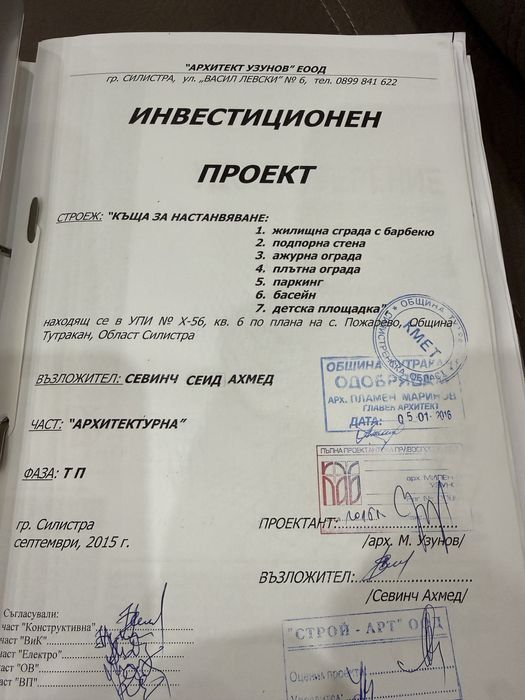 "АРХИТЕКТ УЗУНОВ" ЕООД
гр. СИЛИСТРА, ул. „ВАСИЛ ЛЕВСКИ" № 6, тел. 0899 841 622
ИНВЕСТИЦИОНЕН
ПРОЕКТ
СТРОЕЖ: "КЪЩА ЗА НАСТАНВЯВАНЕ:
1. жилищна сграда с барбекю
2. подпорна стена
3. ажурна ограда
4. плътна ограда
5. паркинг
6. басейн
7. детска площадка"
находящ се в УПИ № X-56, кв. 6 по плана на с. Пожарево, Община
Тутракан, Област Силистра
КМЕТ
ОБЩИНА ТУТРАКАН
ОДОБРЯВАМ
АРХ. ПЛАМЕН МАРИНОВ
ГЛАВЕН АРХИТЕКТ
ДАТА: 05 01 2016
ВЪЗЛОЖИТЕЛ: СЕВИНЧ СЕИД АХМЕД
ЧАСТ: "АРХИТЕКТУРНА"
ФАЗА: Т П
гр. Силистра
септември, 2015 г.
ПРОЕКТАНТ:
/арх. М. Узунов/
ВЪЗЛОЖИТЕЛ:
/Севинч Ахмед/
Съгласували:
част "Конструктивна"
част "ВиК"
част "Електро"
част "ОВ"
част "ВП"
"СТРОЙ - АРТ" ООД